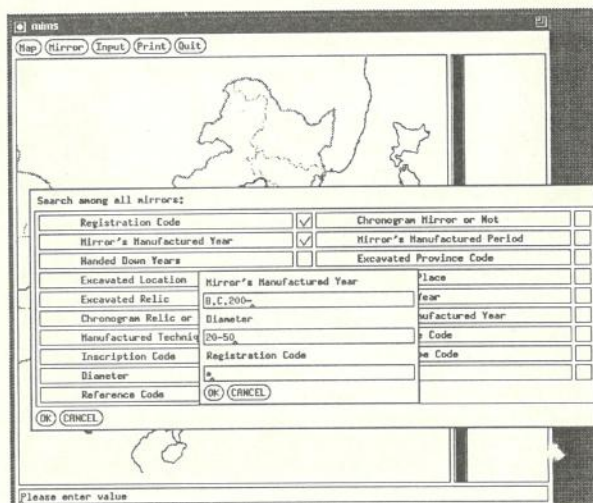 mims
Map Mirror Input Print Quit
Search among all mirrors:
Registration Code Chronogram Mirror or Not
Mirror's Manufactured Year Mirror's Manufactured Period
Handed Down Years Excavated Province Code
Excavated Location Place
Excavated Relic
Chronogram Relic or nufactured Year
Manufactured Techniq Code
Inscription Code Code
Diameter
Reference Code
Mirror's Manufactured Year
B.C.200-
Diameter
20-50
Registration Code
*
OK CANCEL
OK CANCEL
Please enter value